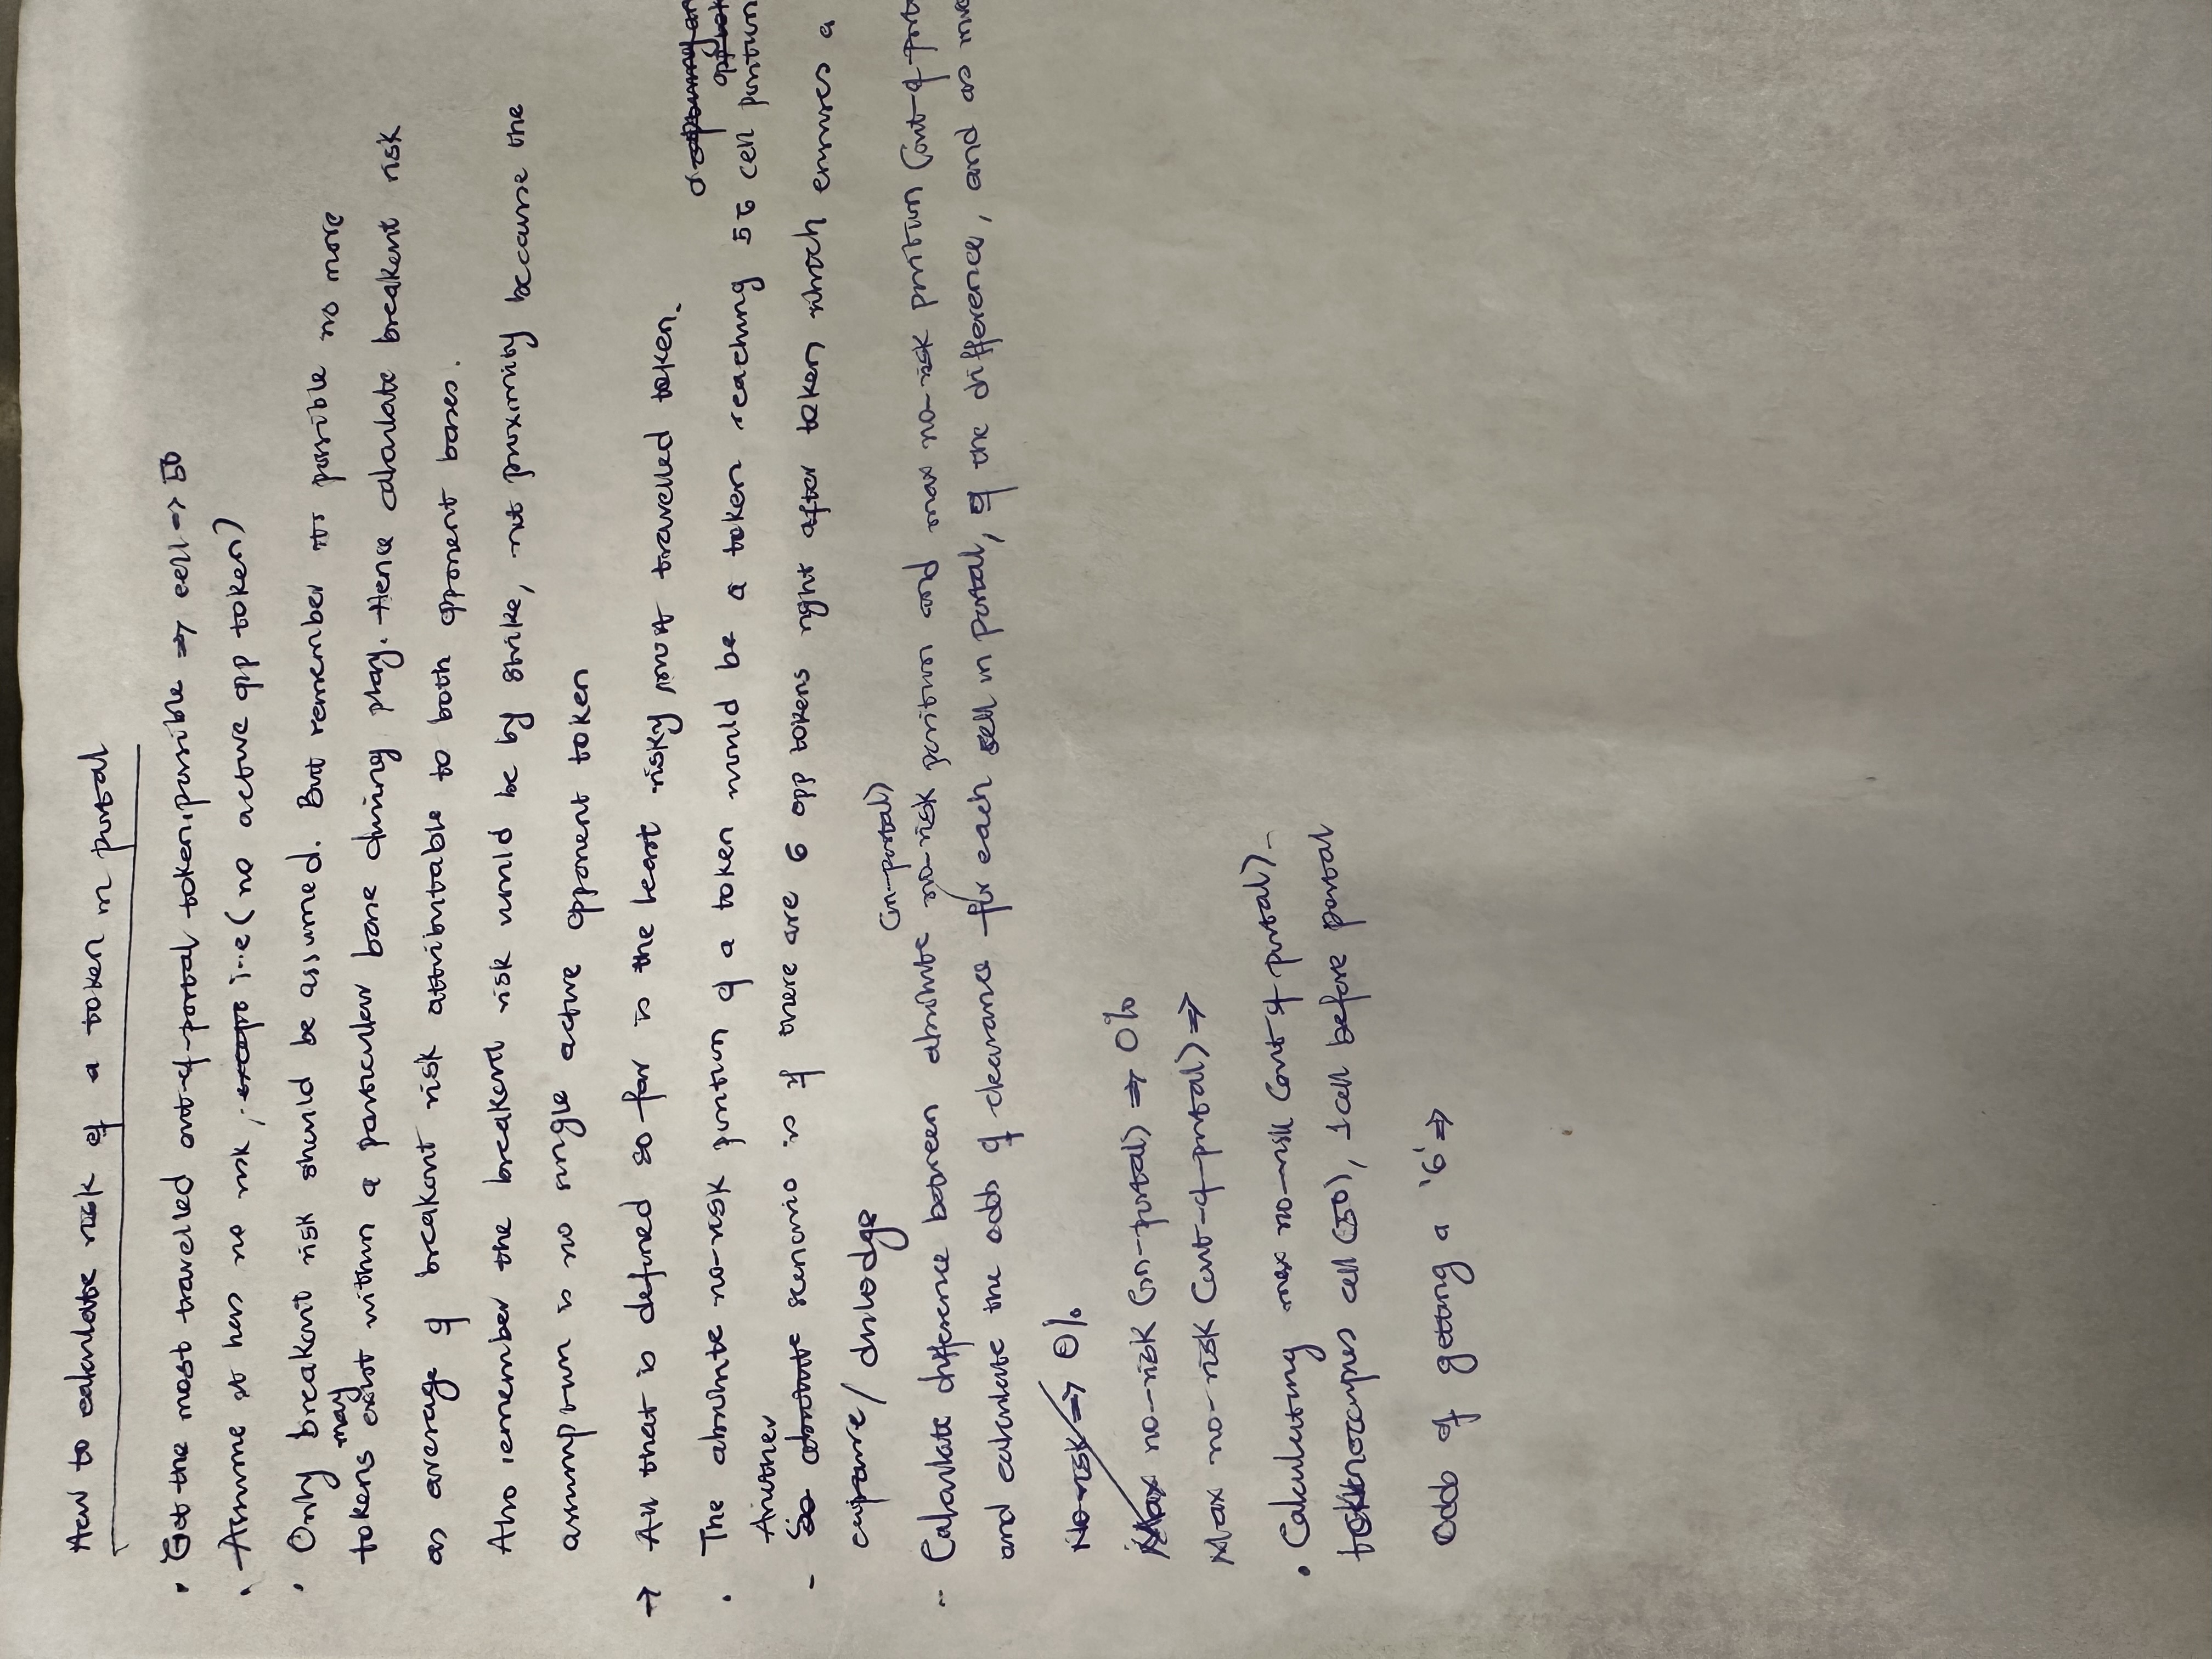 How to calculate risk of a token in portal
• Get the most travelled out-of-portal token possible => cell -> 50
• Assume it has no risk, except i.e (no active opp token)
• Only breakout risk should be assumed. But remember its possible no more
may
tokens exist within a particular base during play. Hence calculate breakout risk
as average of breakout risk attributable to both opponent bases.
Also remember the breakout risk would be by strike, not proximity because the
assumption is no single active opponent token
-> All that is defined so far is the least risky most travelled token.
opp tok
• The absolute no-risk position of a token would be a token reaching 56 cell position
Another
- So absolute scenario is if there are 6 opp tokens right after token which ensures a
capture/ dislodge
(in-portal)
- Calculate difference between absolute no-risk position and max no-risk position (out-of-port
and calculate the odds of clearance for each cell in portal, of the difference, and as
No-risk => 0%
Max no-risk (in-portal) => 0%
Max no-risk (out-of-portal) =>
• Calculating max no-risk (out of portal) -
token occupies cell (50), 1 cell before portal
Odds of getting a '6' =>